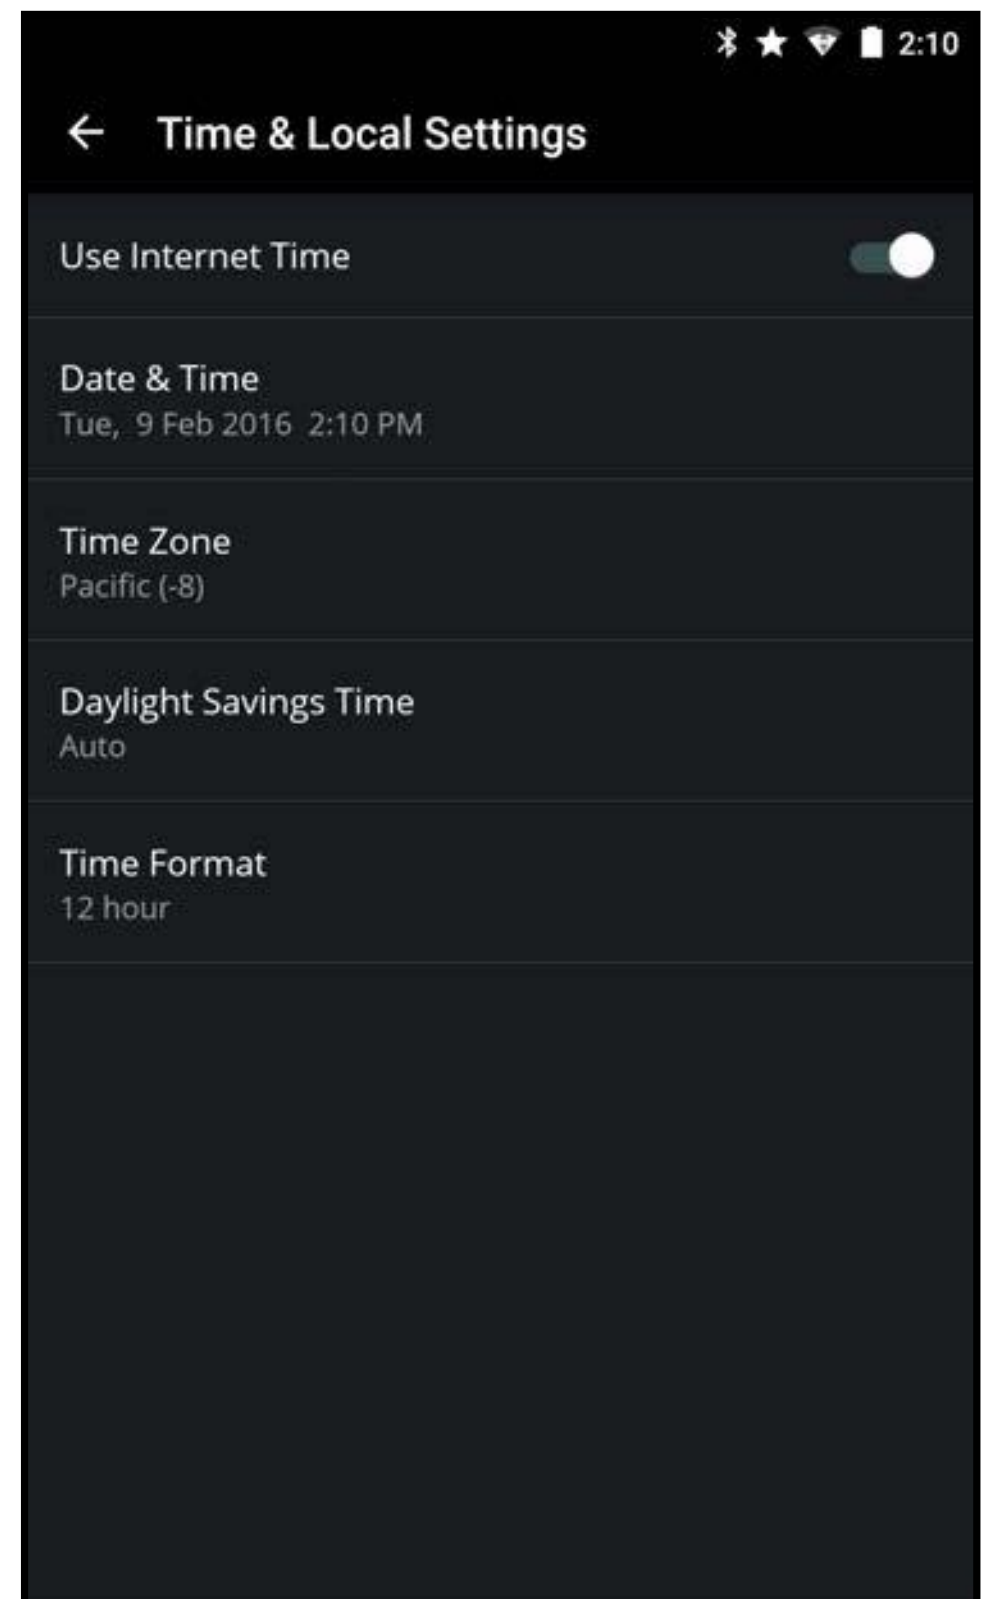 2:10
Time & Local Settings
Use Internet Time
Date & Time
Tue, 9 Feb 2016 2:10 PM
Time Zone
Pacific (-8)
Daylight Savings Time
Auto
Time Format
12 hour